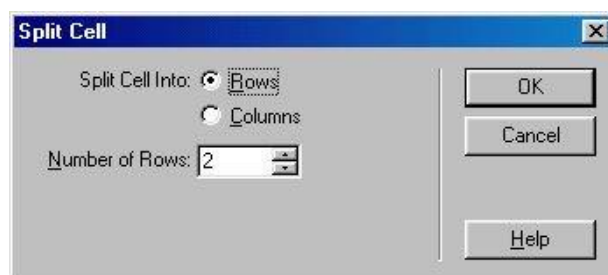 Split Cell
Split Cell Into: Rows
Columns
Number of Rows: 2
OK
Cancel
Help